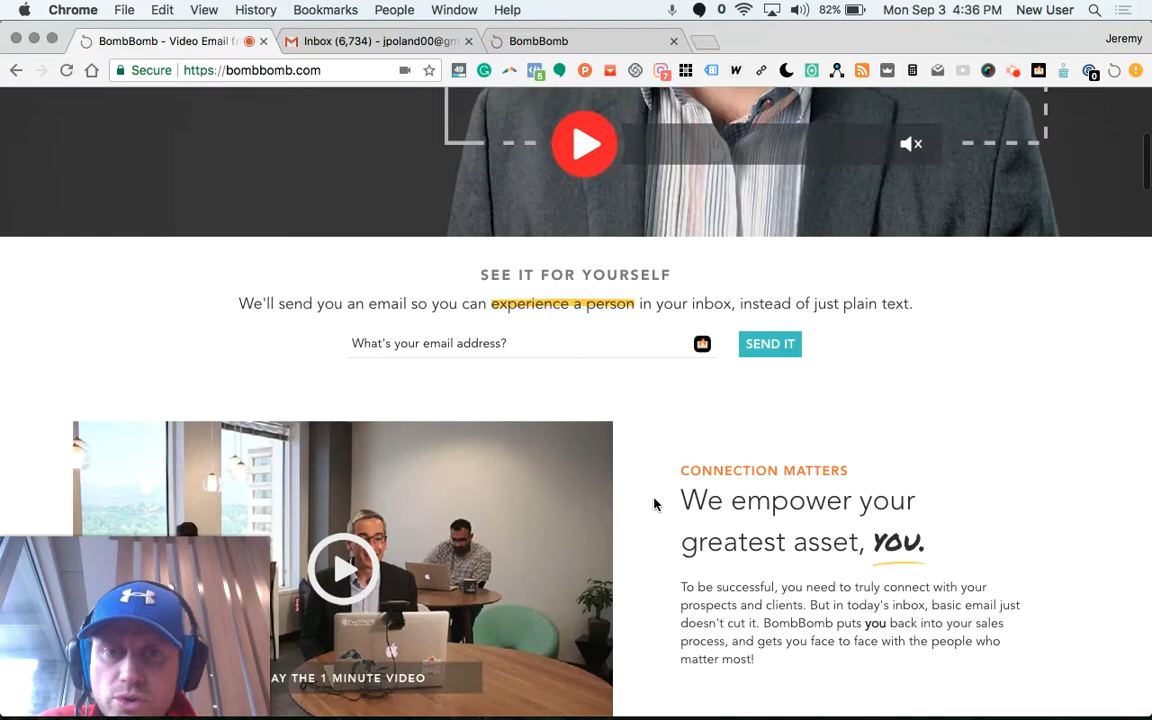 Chrome File Edit View History Bookmarks People Window Help 0 82% Mon Sep 3 4:36 PM New User
BombBomb - Video Email f Inbox (6,734) - jpoland00@gm BombBomb Jeremy
Secure https://bombbomb.com 49 5 7 W 0
SEE IT FOR YOURSELF
We'll send you an email so you can experience a person in your inbox, instead of just plain text.
What's your email address? SEND IT
CONNECTION MATTERS
We empower your
greatest asset, YOU.
To be successful, you need to truly connect with your
prospects and clients. But in today's inbox, basic email just
doesn't cut it. BombBomb puts you back into your sales
process, and gets you face to face with the people who
matter most!
AY THE 1 MINUTE VIDEO